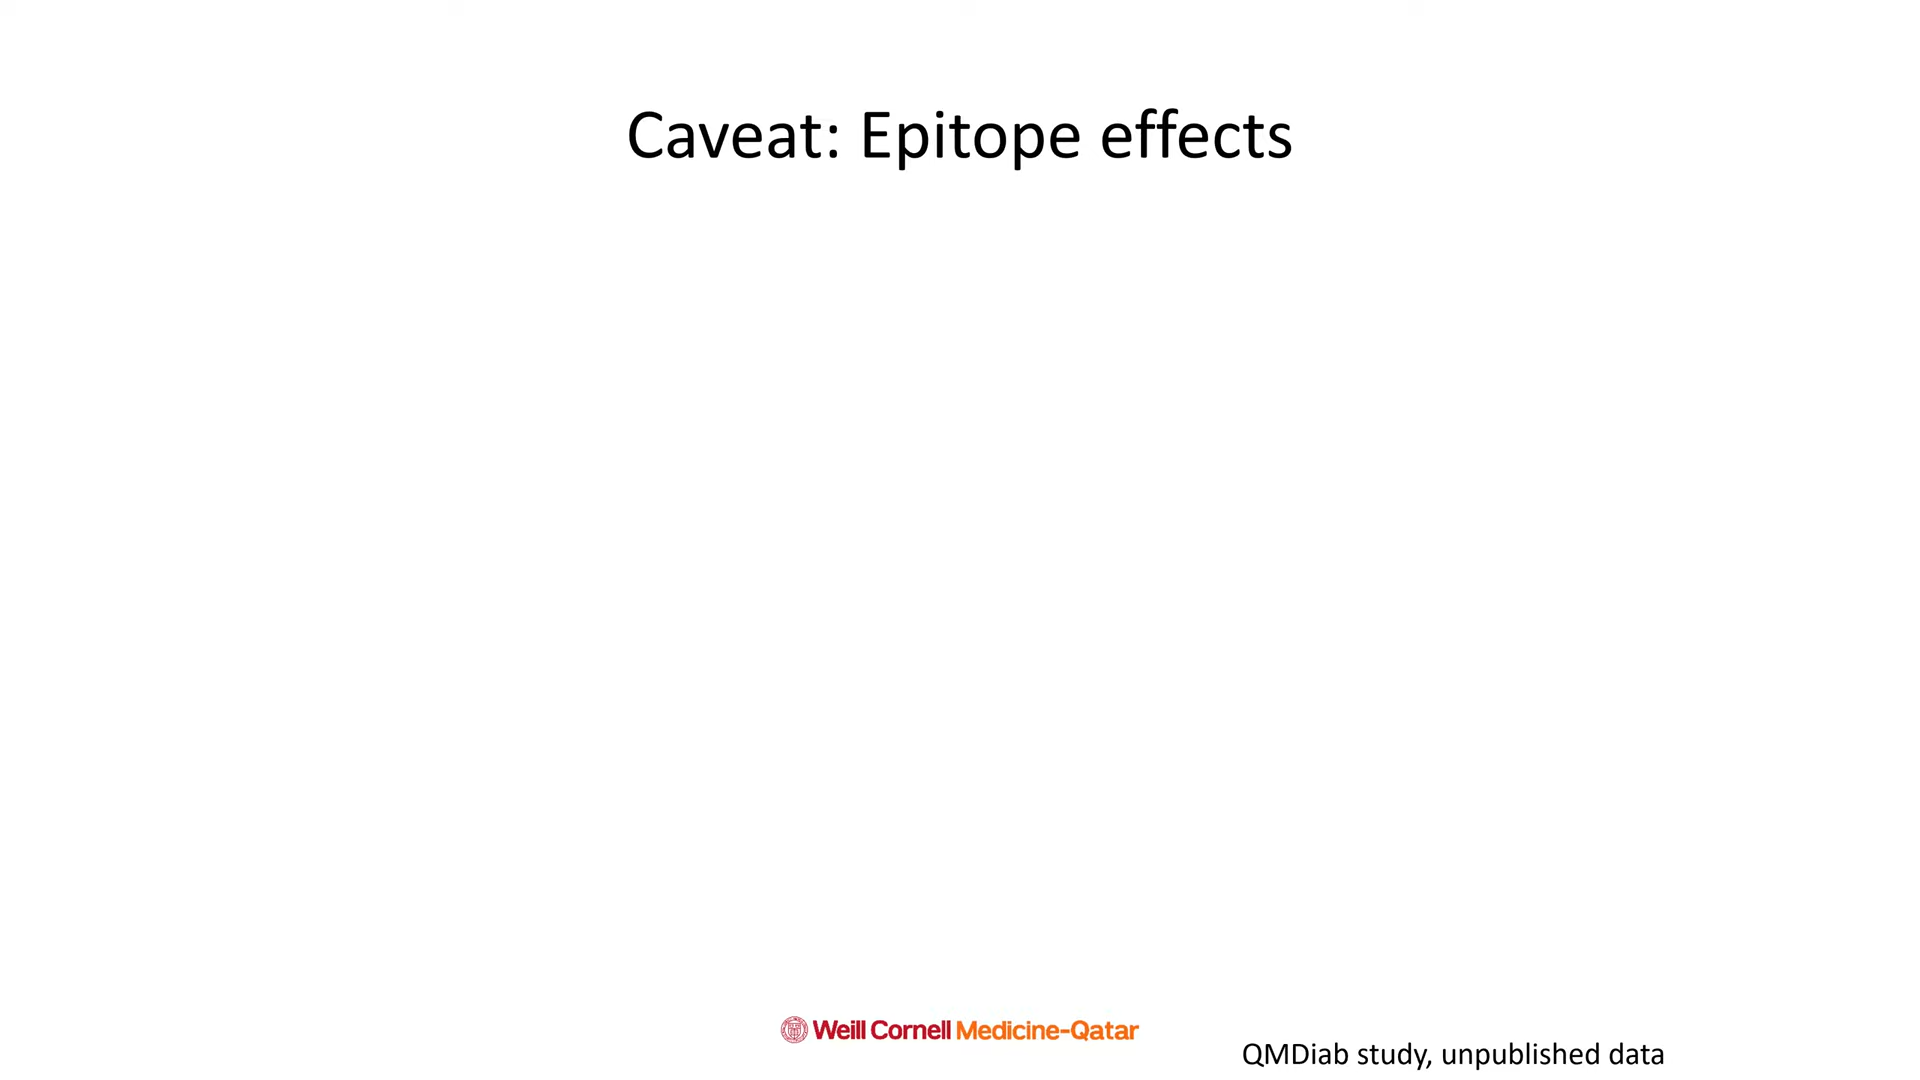 Caveat: Epitope effects
Weill Cornell Medicine-Qatar
QMDiab study, unpublished data